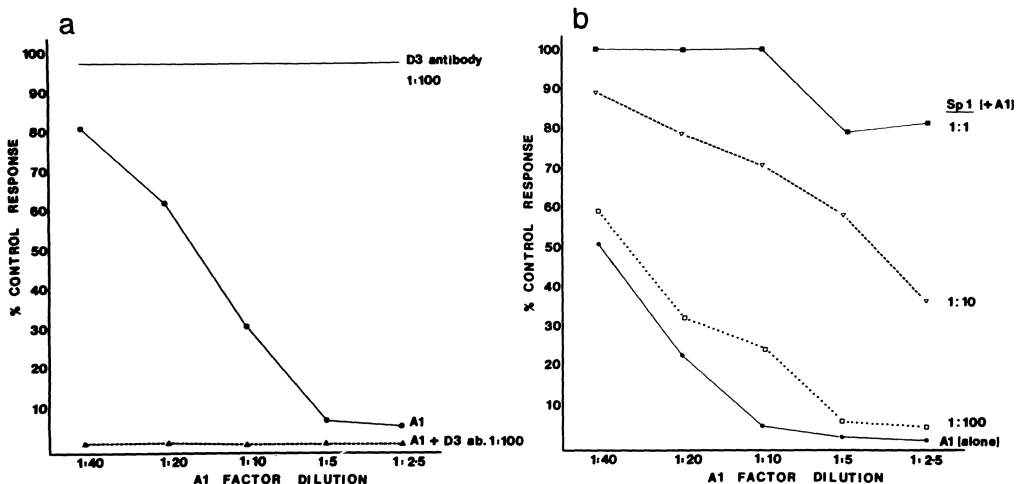 a
% CONTROL RESPONSE
100
90
80
70
60
50
40
30
20
10
D3 antibody
1:100
A1
A1 + D3 ab. 1:100
1:40 1:20 1:10 1:5 1:2·5
A1 FACTOR DILUTION
b
% CONTROL RESPONSE
100
90
80
70
60
50
40
30
20
10
Sp1 (+A1)
1:1
1:10
1:100
A1 (alone)
1:40 1:20 1:10 1:5 1:2·5
A1 FACTOR DILUTION